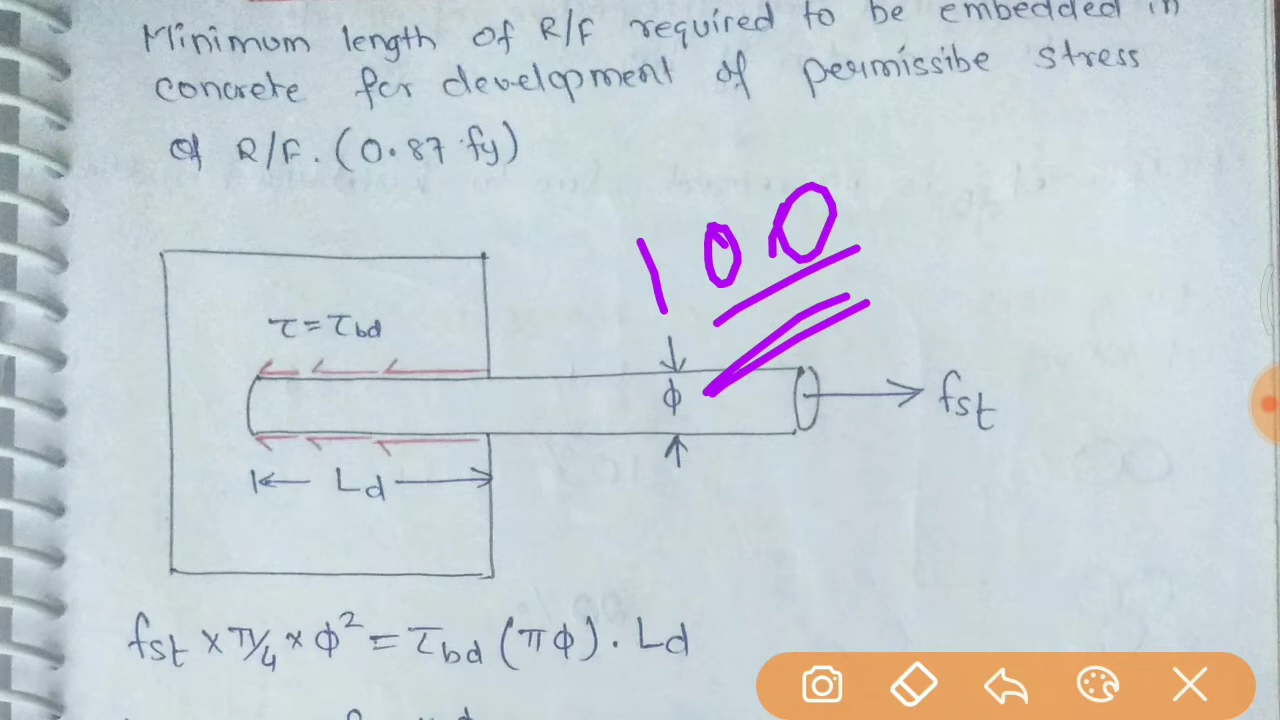 Minimum length of R/F required to be embedded in
concrete for development of permissibe stress
of R/F. (0.87 fy)
100
τ = τbd
ϕ
fst
Ld
fst × π/4 × ϕ² = τbd (πϕ) . Ld